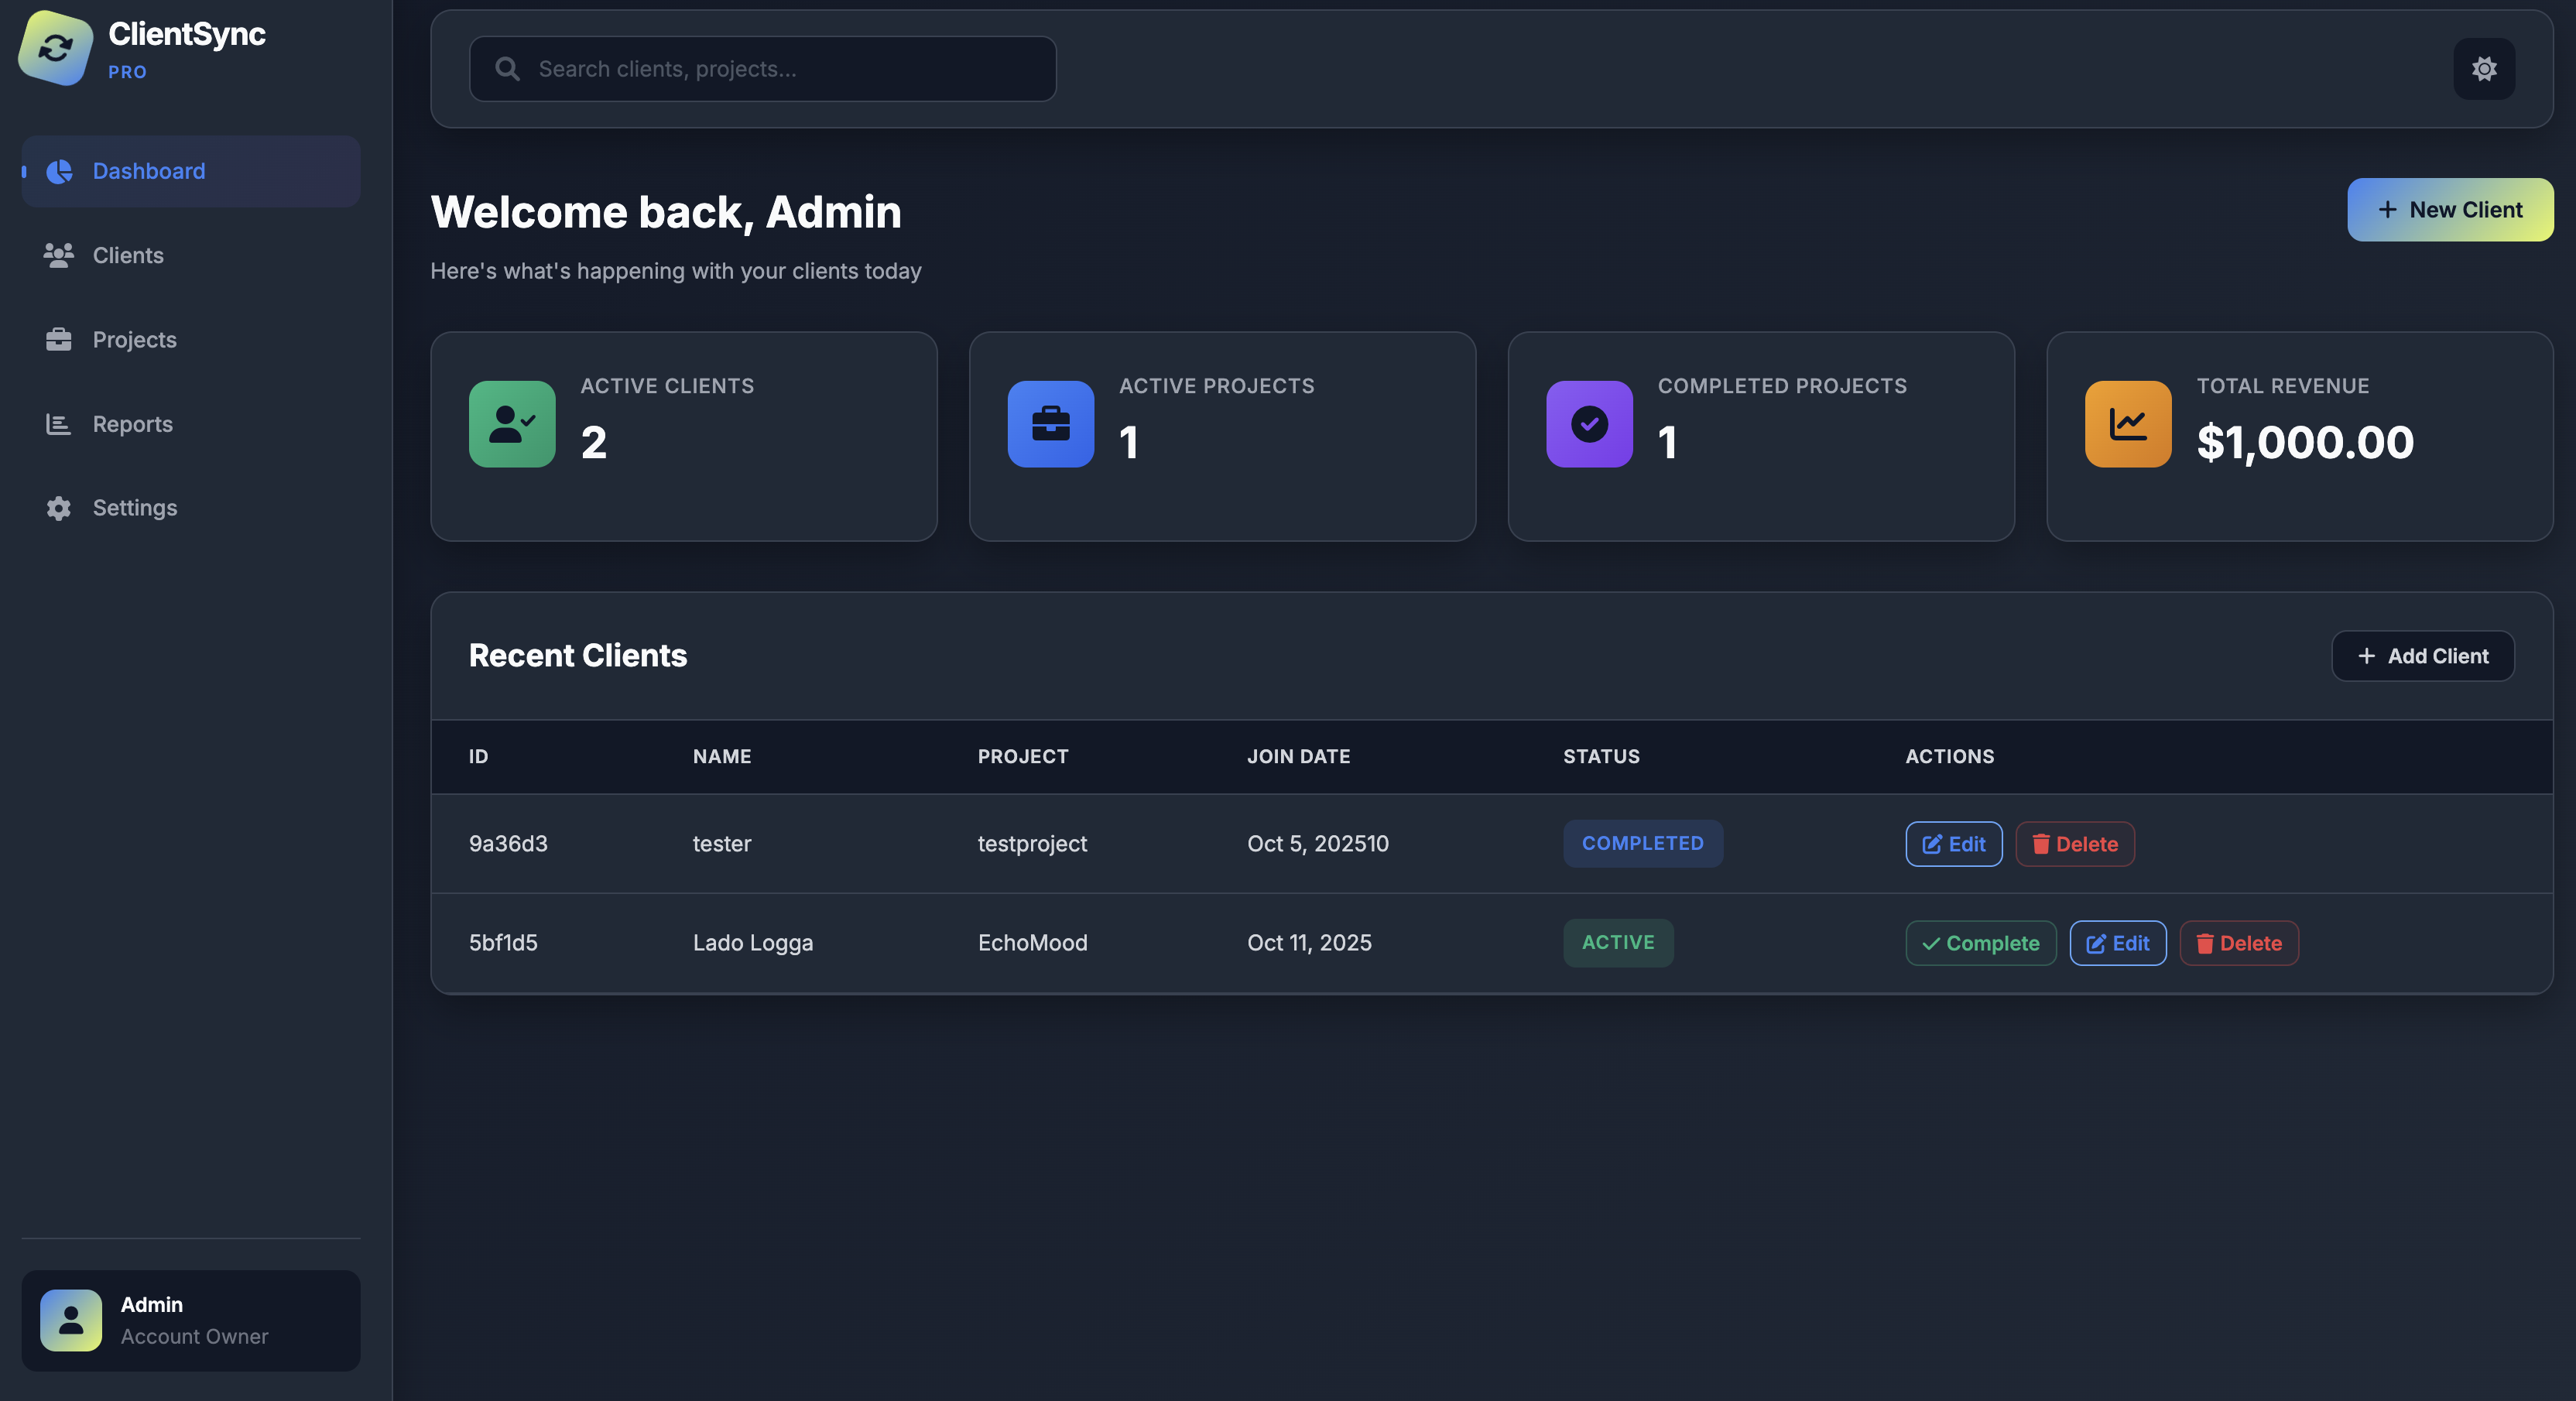 ClientSync
PRO
Dashboard
Clients
Projects
Reports
Settings
Admin
Account Owner
Search clients, projects...
Welcome back, Admin
Here's what's happening with your clients today
New Client
ACTIVE CLIENTS
2
ACTIVE PROJECTS
1
COMPLETED PROJECTS
1
TOTAL REVENUE
$1,000.00
Recent Clients
Add Client
ID NAME PROJECT JOIN DATE STATUS ACTIONS
9a36d3 tester testproject Oct 5, 202510 COMPLETED Edit Delete
5bf1d5 Lado Logga EchoMood Oct 11, 2025 ACTIVE Complete Edit Delete